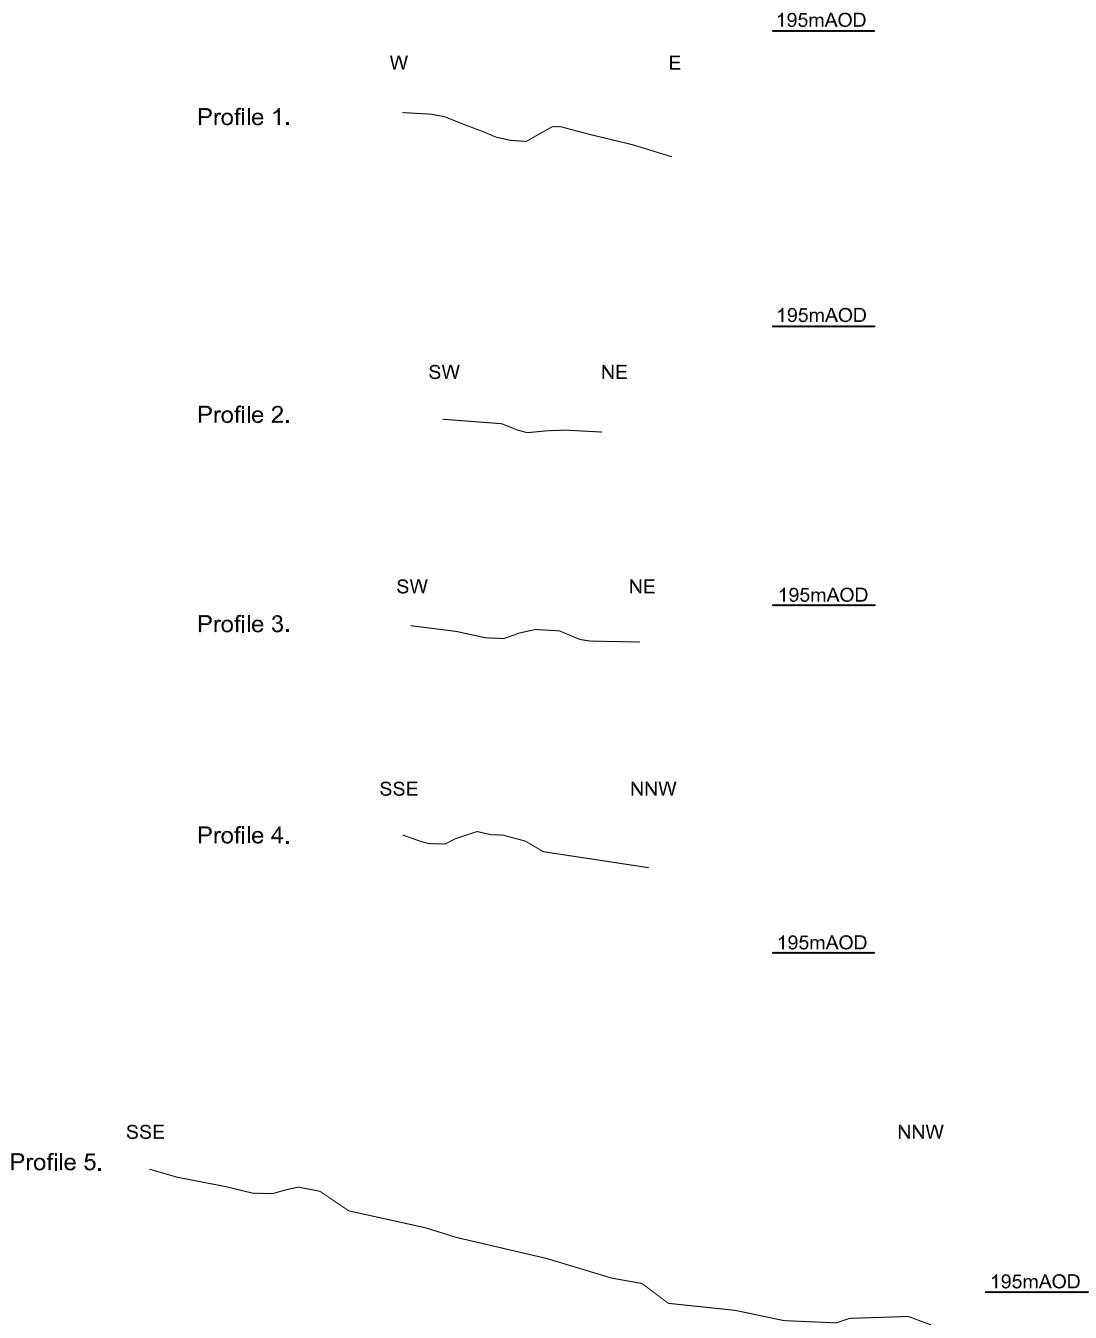 195mAOD
W E
Profile 1.
195mAOD
SW NE
Profile 2.
SW NE 195mAOD
Profile 3.
SSE NNW
Profile 4.
195mAOD
SSE NNW
Profile 5.
195mAOD